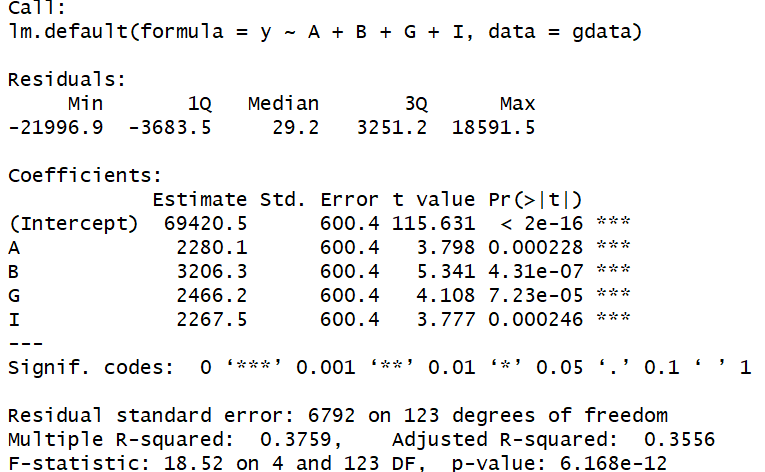 Call:
lm.default(formula = y ~ A + B + G + I, data = gdata)
Residuals:
Min 1Q Median 3Q Max
-21996.9 -3683.5 29.2 3251.2 18591.5
Coefficients:
Estimate Std. Error t value Pr(>|t|)
(Intercept) 69420.5 600.4 115.631 < 2e-16 ***
A 2280.1 600.4 3.798 0.000228 ***
B 3206.3 600.4 5.341 4.31e-07 ***
G 2466.2 600.4 4.108 7.23e-05 ***
I 2267.5 600.4 3.777 0.000246 ***
---
Signif. codes: 0 ‘***’ 0.001 ‘**’ 0.01 ‘*’ 0.05 ‘.’ 0.1 ‘ ’ 1
Residual standard error: 6792 on 123 degrees of freedom
Multiple R-squared: 0.3759, Adjusted R-squared: 0.3556
F-statistic: 18.52 on 4 and 123 DF, p-value: 6.168e-12